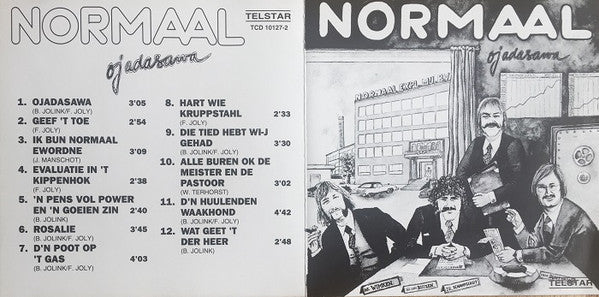 NORMAAL
TELSTAR
TCD 10127-2
ojadasawa
1. OJADASAWA 3'05
(B. JOLINK/F. JOLY)
2. GEEF 'T TOE 2'54
(F. JOLY)
3. IK BUN NORMAAL
EWORDNE 3'09
(J. MANSCHOT)
4. EVALUATIE IN 'T
KIPPENHOK 2'38
(F. JOLY)
5. 'N PENS VOL POWER
EN 'N GOEIEN ZIN 2'40
(B. JOLINK)
6. ROSALIE 3'45
(B. JOLINK/F. JOLY)
7. D'N POOT OP
'T GAS 4'03
(B. JOLINK/F. JOLY)
8. HART WIE
KRUPPSTAHL 2'33
(F. JOLY)
9. DIE TIED HEBT WI-J
GEHAD 3'30
(B. JOLINK/F. JOLY)
10. ALLE BUREN OK DE
MEISTER EN DE
PASTOOR 3'02
(W. TERHORST)
11. D'N HUULENDEN
WAAKHOND 4'42
(B. JOLINK/F. JOLY)
12. WAT GEET 'T
DER HEER 2'48
(B. JOLINK)
NORMAAL
ojadasawa
NORMAAL EXPL. MIJ. B.V.
TELSTAR